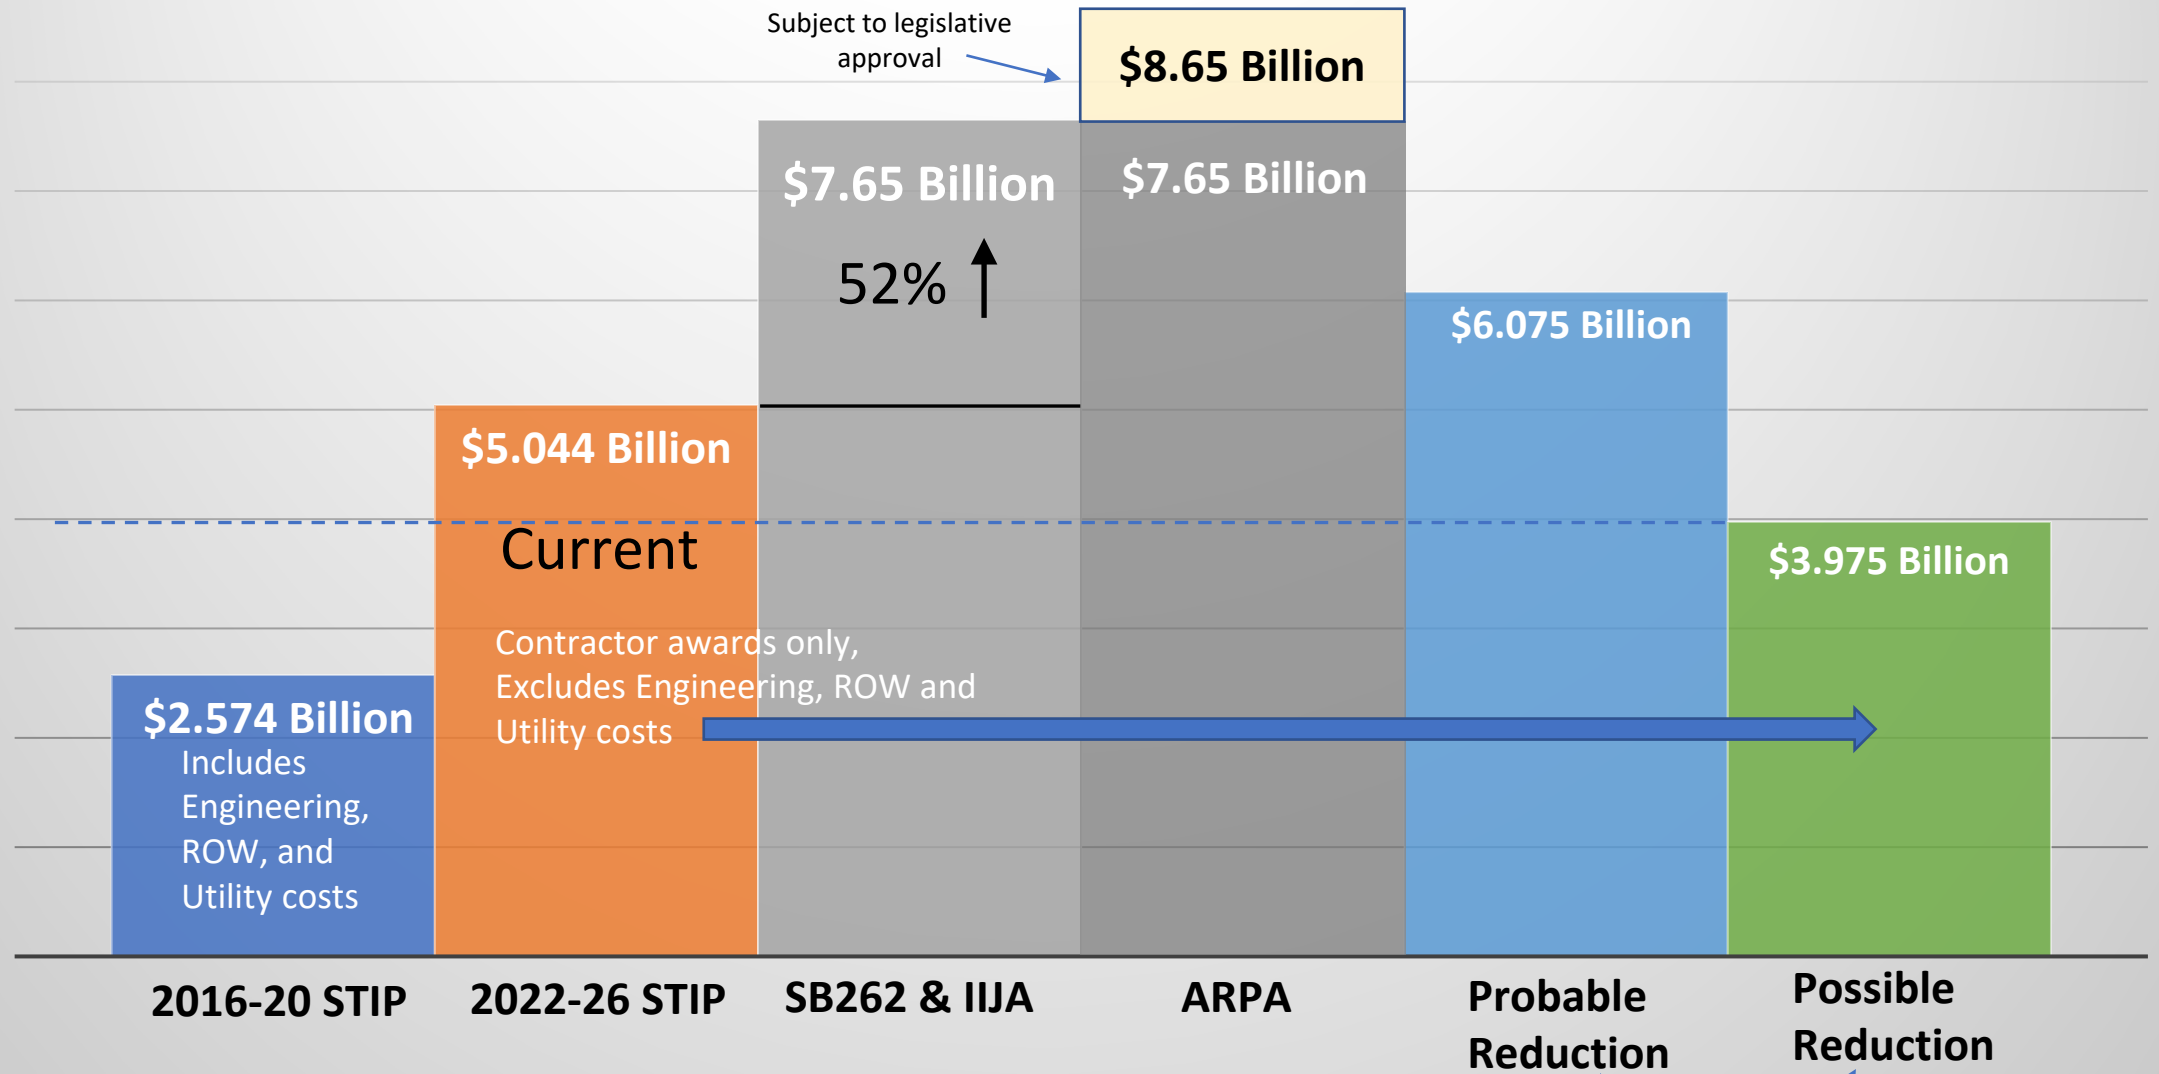 Subject to legislative
approval
$8.65 Billion
$7.65 Billion
$7.65 Billion
52%
$6.075 Billion
$5.044 Billion
Current
$3.975 Billion
Contractor awards only,
Excludes Engineering, ROW and
Utility costs
$2.574 Billion
Includes
Engineering,
ROW, and
Utility costs
2016-20 STIP
2022-26 STIP
SB262 & IIJA
ARPA
Probable
Reduction
Possible
Reduction